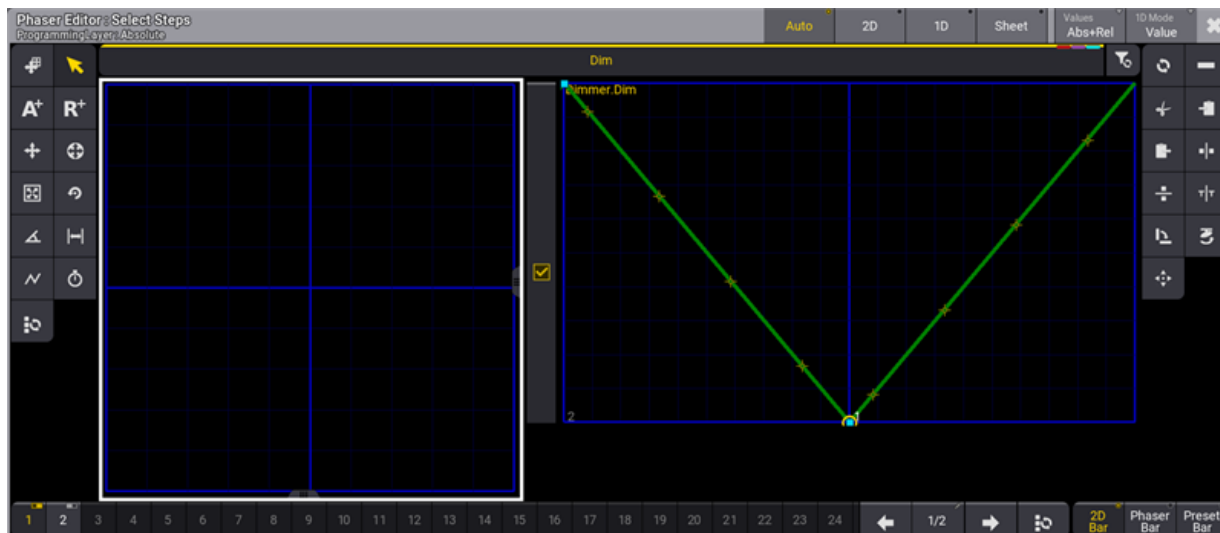 Phaser Editor: Select Steps
ProgrammingLayer: Absolute
Auto
2D
1D
Sheet
Values
Abs+Rel
1D Mode
Value
Dim
A+
R+
Dimmer.Dim
2
1
1
2
3
4
5
6
7
8
9
10
11
12
13
14
15
16
17
18
19
20
21
22
23
24
1/2
2D
Bar
Phaser
Bar
Preset
Bar